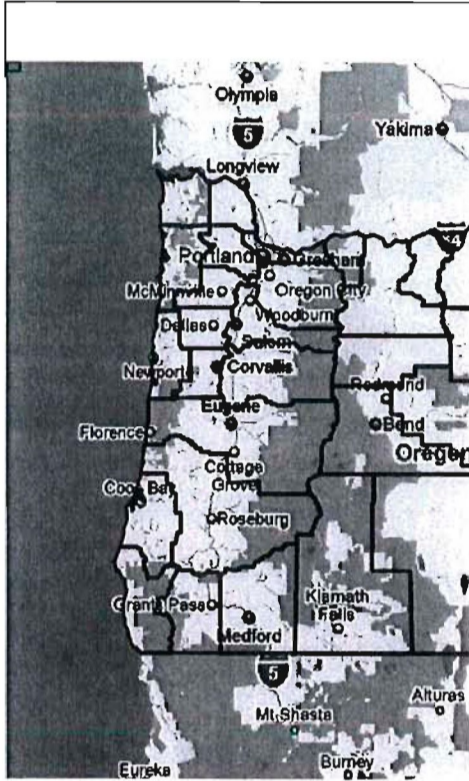 Olympia
5
Yakima
Longview
84
Portland
Gresham
McMinnville
Oregon City
Woodburn
Dallas
Salem
Newport
Corvallis
Redmond
Eugene
Florence
Bend
Oregon
Cottage
Grove
Coos Bay
Roseburg
Grants Pass
Klamath
Falls
Medford
5
Alturas
Mt Shasta
Eureka
Burney